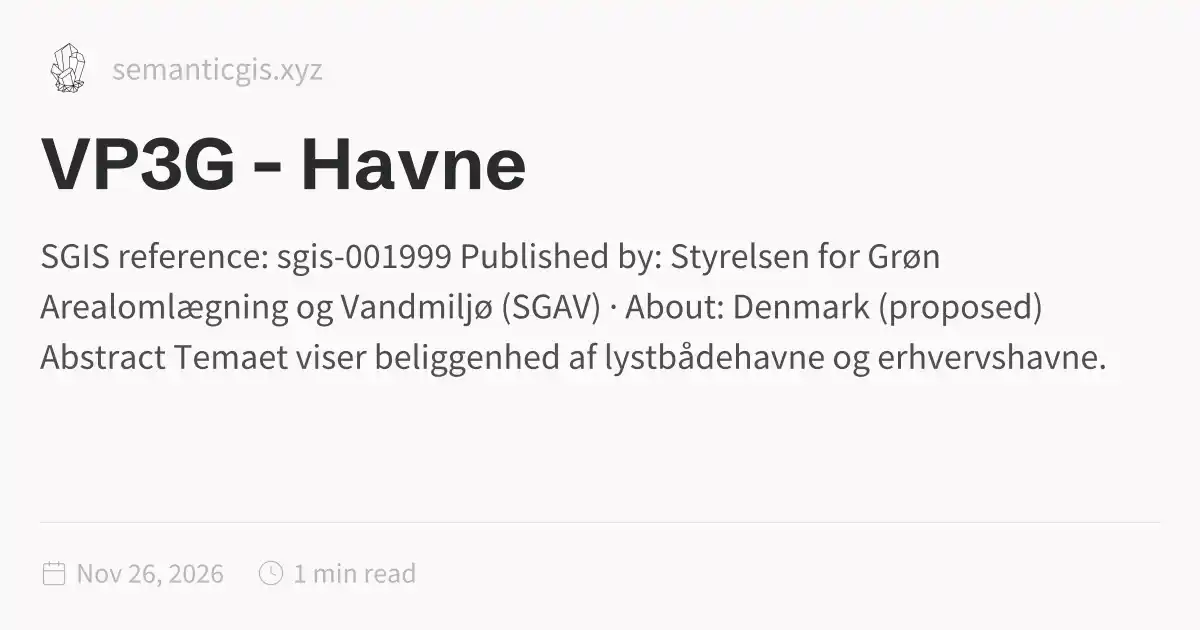 semanticgis.xyz
VP3G - Havne
SGIS reference: sgis-001999 Published by: Styrelsen for Grøn
Arealomlægning og Vandmiljø (SGAV) · About: Denmark (proposed)
Abstract Temaet viser beliggenhed af lystbådehavne og erhvervshavne.
Nov 26, 2026
1 min read